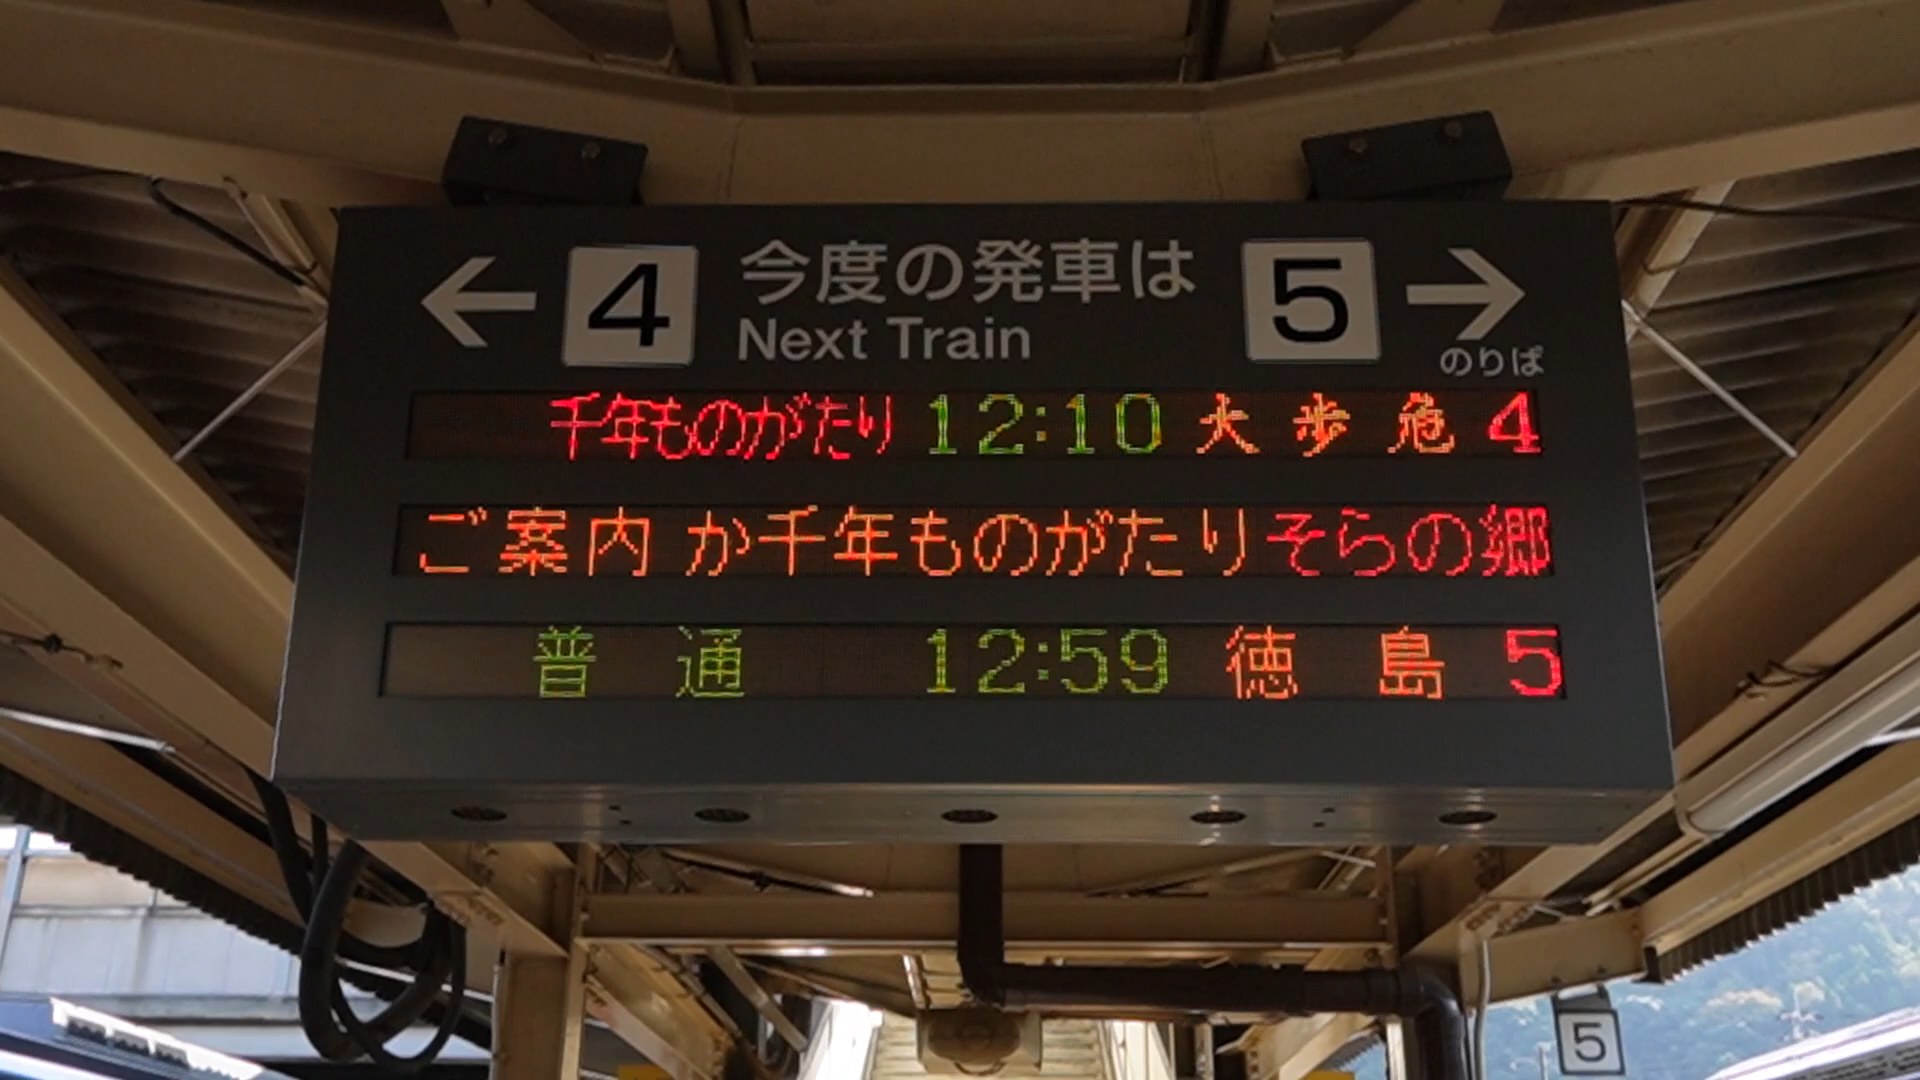 ← 4 今度の発車は 5 →
Next Train
のりば
千年ものがたり 12:10 大歩危 4
ご案内 か千年ものがたりそらの郷
普通 12:59 徳島 5
5